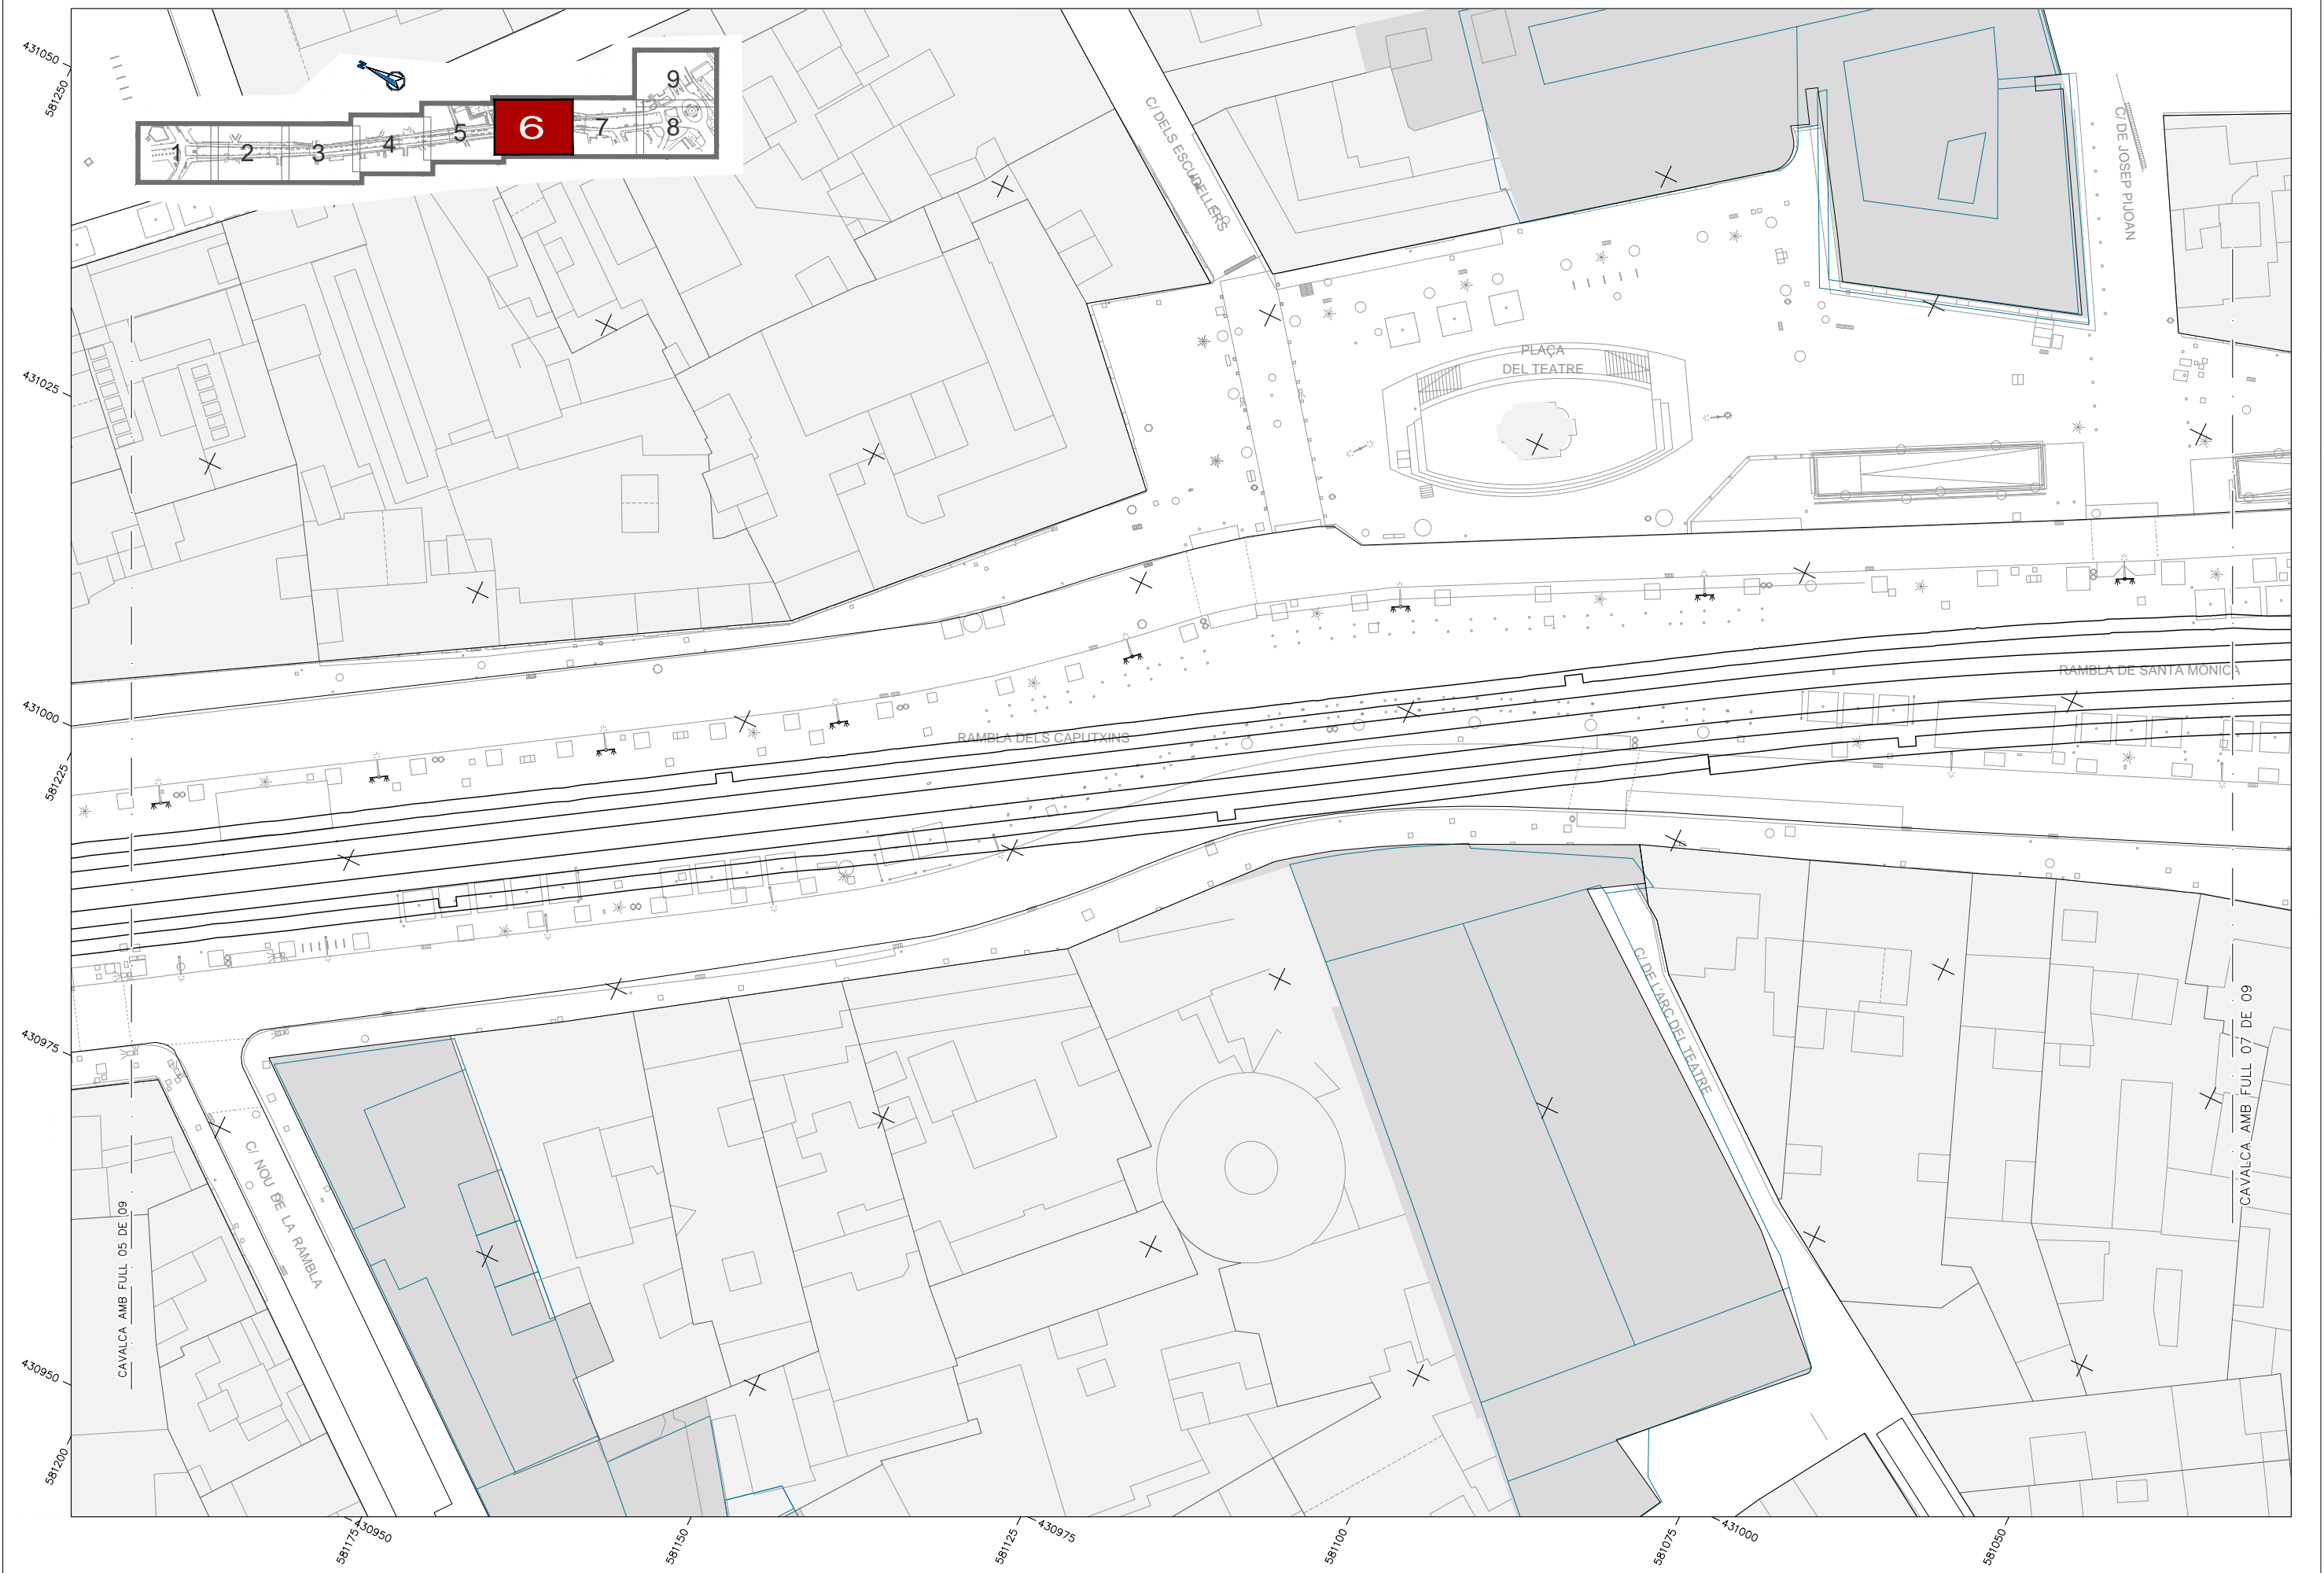 431050
581250
N
1
2
3
4
5
6
7
8
9
C/ DELS ESCUDELLERS
C/ DE JOSEP PIJOAN
PLAÇA
DEL TEATRE
431025
431000
581225
RAMBLA DELS CAPUTXINS
RAMBLA DE SANTA MÒNICA
430975
C/ NOU DE LA RAMBLA
C/ DE L'ARC DEL TEATRE
CAVALCA AMB FULL 05 DE 09
CAVALCA AMB FULL 07 DE 09
430950
581200
581175
430950
581150
581125
430975
581100
581075
431000
581050